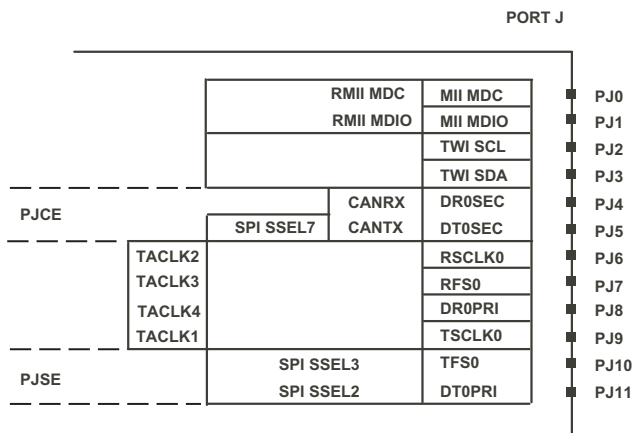 PORT J
RMII MDC MII MDC PJ0
RMII MDIO MII MDIO PJ1
TWI SCL PJ2
TWI SDA PJ3
CANRX DR0SEC PJ4
PJCE
SPI SSEL7 CANTX DT0SEC PJ5
TACLK2 RSCLK0 PJ6
TACLK3 RFS0 PJ7
TACLK4 DR0PRI PJ8
TACLK1 TSCLK0 PJ9
SPI SSEL3 TFS0 PJ10
PJSE
SPI SSEL2 DT0PRI PJ11